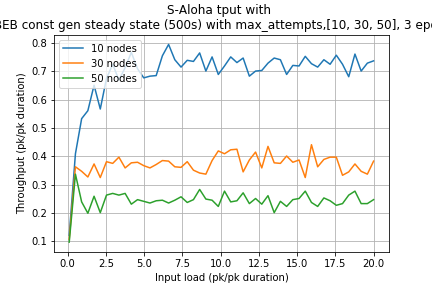 S-Aloha tput with
BEB const gen steady state (500s) with max_attempts,[10, 30, 50], 3 epo
10 nodes
30 nodes
50 nodes
Throughput (pk/pk duration)
0.8
0.7
0.6
0.5
0.4
0.3
0.2
0.1
0.0 2.5 5.0 7.5 10.0 12.5 15.0 17.5 20.0
Input load (pk/pk duration)